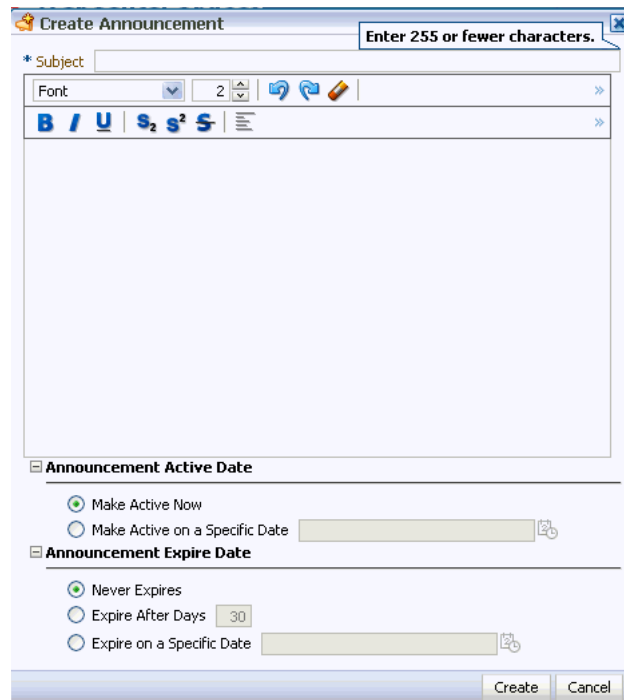 Create Announcement
Enter 255 or fewer characters.
* Subject
Font 2
B I U S2 S2 S
Announcement Active Date
Make Active Now
Make Active on a Specific Date
Announcement Expire Date
Never Expires
Expire After Days 30
Expire on a Specific Date
Create Cancel